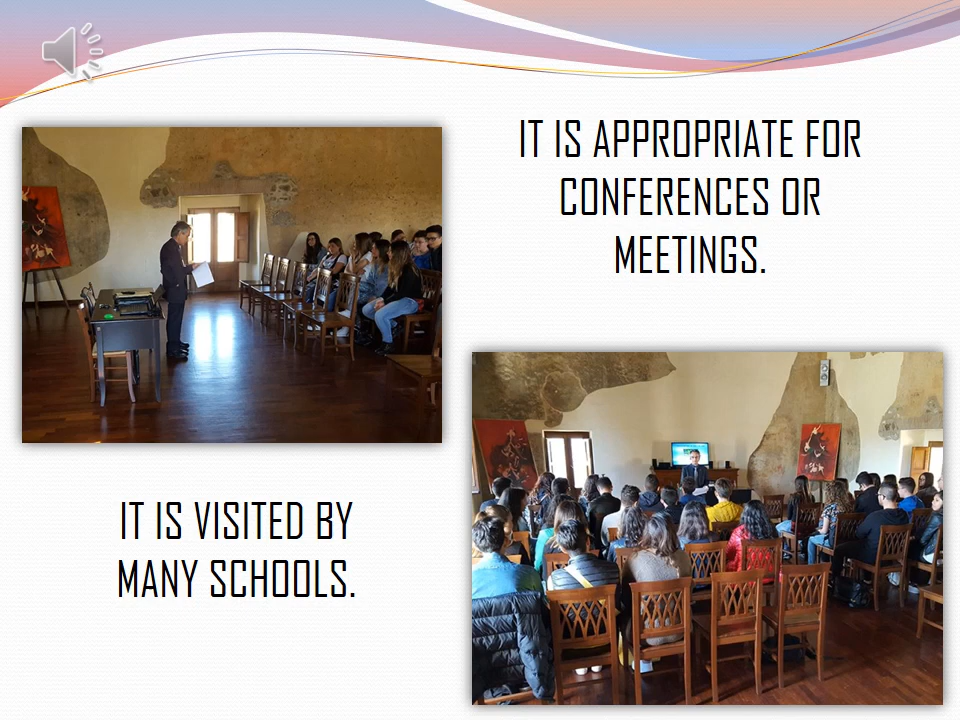 IT IS APPROPRIATE FOR
CONFERENCES OR
MEETINGS.
IT IS VISITED BY
MANY SCHOOLS.